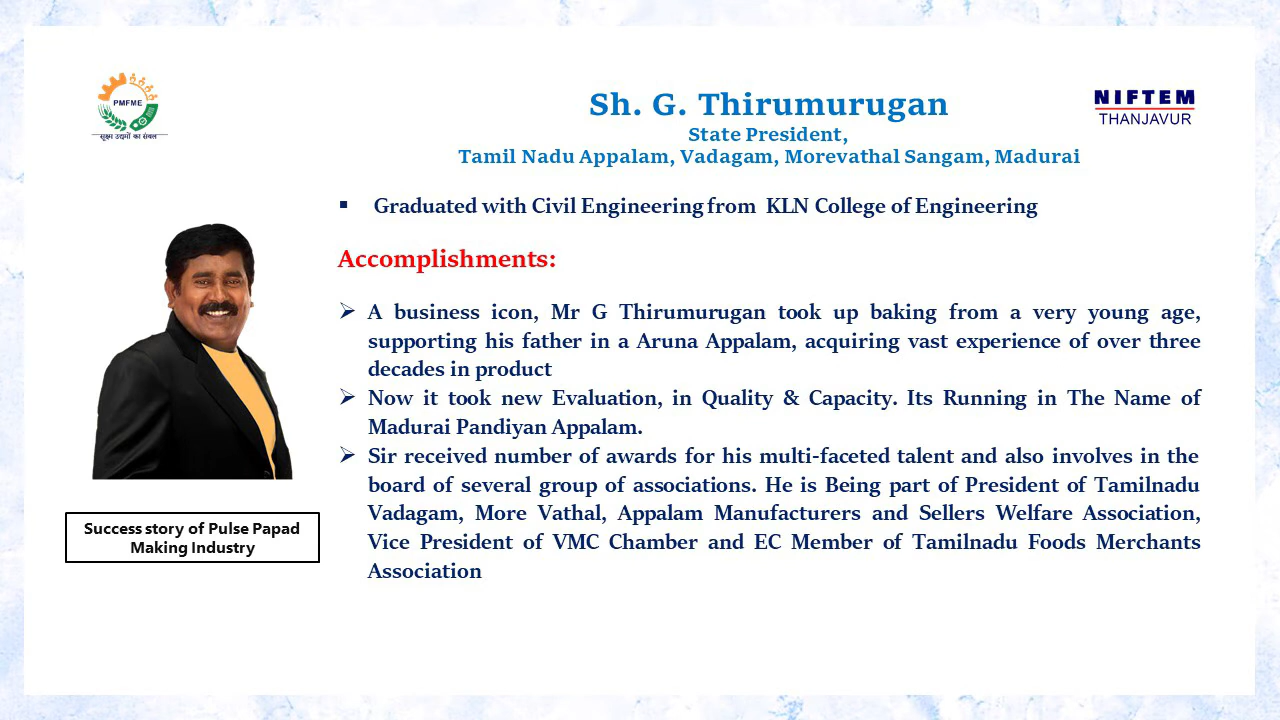 PMFME
सूक्ष्म उद्यमों का संबल
Sh. G. Thirumurugan
State President,
Tamil Nadu Appalam, Vadagam, Morevathal Sangam, Madurai
NIFTEM
THANJAVUR
▪ Graduated with Civil Engineering from KLN College of Engineering
Accomplishments:
➢ A business icon, Mr G Thirumurugan took up baking from a very young age,
supporting his father in a Aruna Appalam, acquiring vast experience of over three
decades in product
➢ Now it took new Evaluation, in Quality & Capacity. Its Running in The Name of
Madurai Pandiyan Appalam.
➢ Sir received number of awards for his multi-faceted talent and also involves in the
board of several group of associations. He is Being part of President of Tamilnadu
Vadagam, More Vathal, Appalam Manufacturers and Sellers Welfare Association,
Vice President of VMC Chamber and EC Member of Tamilnadu Foods Merchants
Association
Success story of Pulse Papad
Making Industry